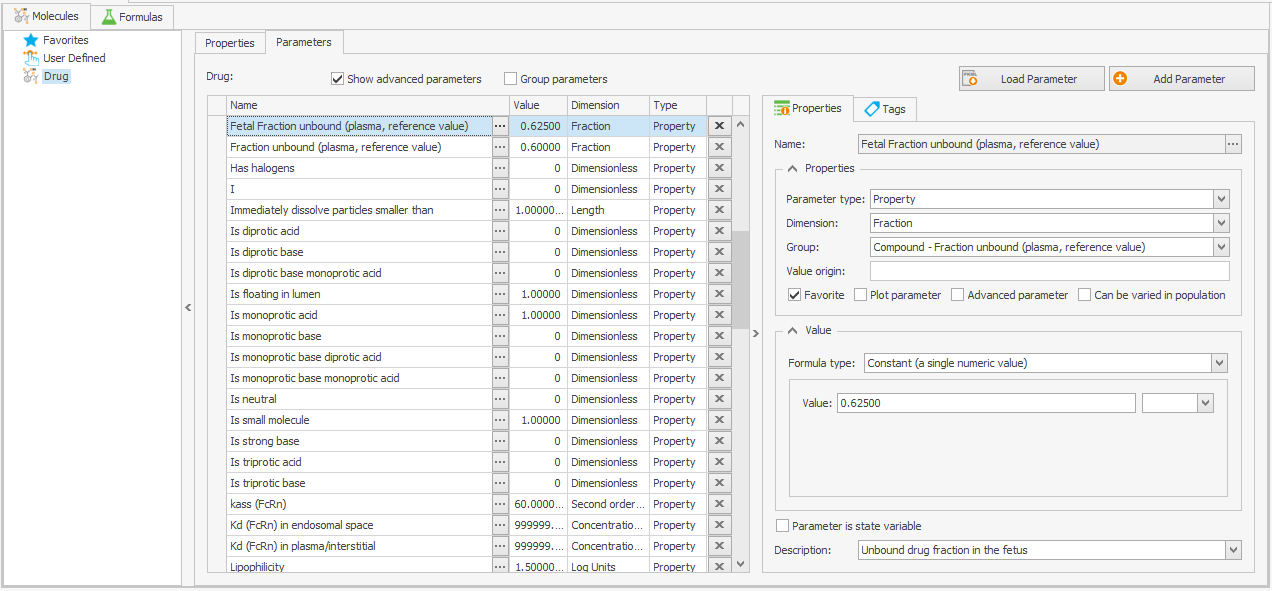 Molecules Formulas
Favorites
User Defined
Drug
Properties Parameters
Drug: Show advanced parameters Group parameters Load Parameter Add Parameter
Name Value Dimension Type
Fetal Fraction unbound (plasma, reference value) ... 0.62500 Fraction Property
Fraction unbound (plasma, reference value) ... 0.60000 Fraction Property
Has halogens ... 0 Dimensionless Property
I ... 0 Dimensionless Property
Immediately dissolve particles smaller than ... 1.00000... Length Property
Is diprotic acid ... 0 Dimensionless Property
Is diprotic base ... 0 Dimensionless Property
Is diprotic base monoprotic acid ... 0 Dimensionless Property
Is floating in lumen ... 1.00000 Dimensionless Property
Is monoprotic acid ... 1.00000 Dimensionless Property
Is monoprotic base ... 0 Dimensionless Property
Is monoprotic base diprotic acid ... 0 Dimensionless Property
Is monoprotic base monoprotic acid ... 0 Dimensionless Property
Is neutral ... 0 Dimensionless Property
Is small molecule ... 1.00000 Dimensionless Property
Is strong base ... 0 Dimensionless Property
Is triprotic acid ... 0 Dimensionless Property
Is triprotic base ... 0 Dimensionless Property
kass (FcRn) ... 60.0000... Second order... Property
Kd (FcRn) in endosomal space ... 999999.... Concentratio... Property
Kd (FcRn) in plasma/interstitial ... 999999.... Concentratio... Property
Lipophilicity ... 1.50000... Log Units Property
Properties Tags
Name: Fetal Fraction unbound (plasma, reference value) ...
Properties
Parameter type: Property
Dimension: Fraction
Group: Compound - Fraction unbound (plasma, reference value)
Value origin:
Favorite Plot parameter Advanced parameter Can be varied in population
Value
Formula type: Constant (a single numeric value)
Value: 0.62500
Parameter is state variable
Description: Unbound drug fraction in the fetus